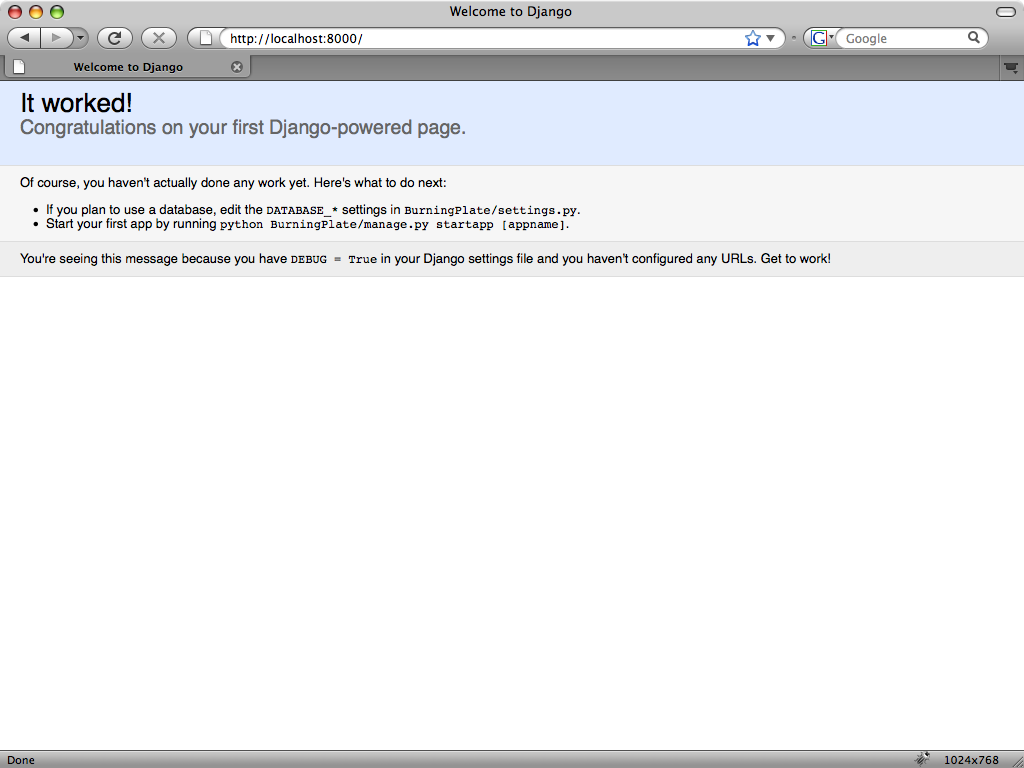 Welcome to Django
http://localhost:8000/
G
Google
Welcome to Django
It worked!
Congratulations on your first Django-powered page.
Of course, you haven't actually done any work yet. Here's what to do next:
If you plan to use a database, edit the DATABASE_* settings in BurningPlate/settings.py.
Start your first app by running python BurningPlate/manage.py startapp [appname].
You're seeing this message because you have DEBUG = True in your Django settings file and you haven't configured any URLs. Get to work!
Done
1024x768